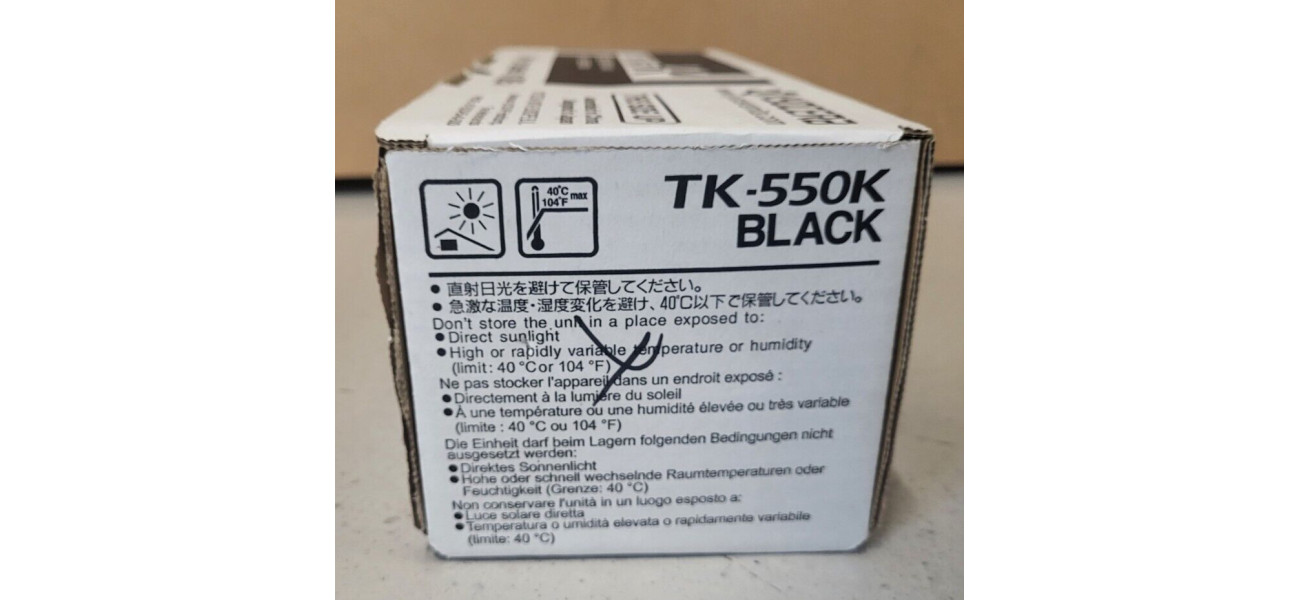 KYOCERA
THIS SIDE UP
40°C
104°F
max
TK-550K
BLACK
● 直射日光を避けて保管してください。
● 急激な温度・湿度変化を避け、40℃以下で保管してください。
Don't store the unit in a place exposed to:
● Direct sunlight
● High or rapidly variable temperature or humidity
(limit: 40 °C or 104 °F)
Ne pas stocker l'appareil dans un endroit exposé :
● Directement à la lumière du soleil
● À une température ou une humidité élevée ou très variable
(limite : 40 °C ou 104 °F)
Die Einheit darf beim Lagern folgenden Bedingungen nicht
ausgesetzt werden:
● Direktes Sonnenlicht
● Hohe oder schnell wechselnde Raumtemperaturen oder
Feuchtigkeit (Grenze: 40 °C)
Non conservare l'unità in un luogo esposto a:
● Luce solare diretta
● Temperatura o umidità elevata o rapidamente variabile
(limite: 40 °C)